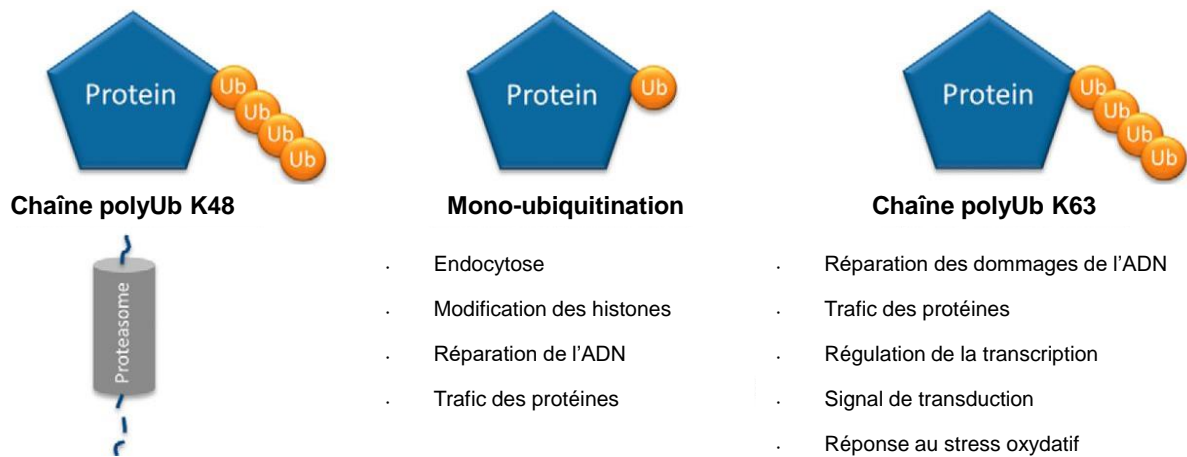 Protein
Ub
Ub
Ub
Ub
Chaîne polyUb K48
Proteasome
Protein
Ub
Mono-ubiquitination
· Endocytose
· Modification des histones
· Réparation de l'ADN
· Trafic des protéines
Protein
Ub
Ub
Ub
Ub
Chaîne polyUb K63
· Réparation des dommages de l'ADN
· Trafic des protéines
· Régulation de la transcription
· Signal de transduction
· Réponse au stress oxydatif